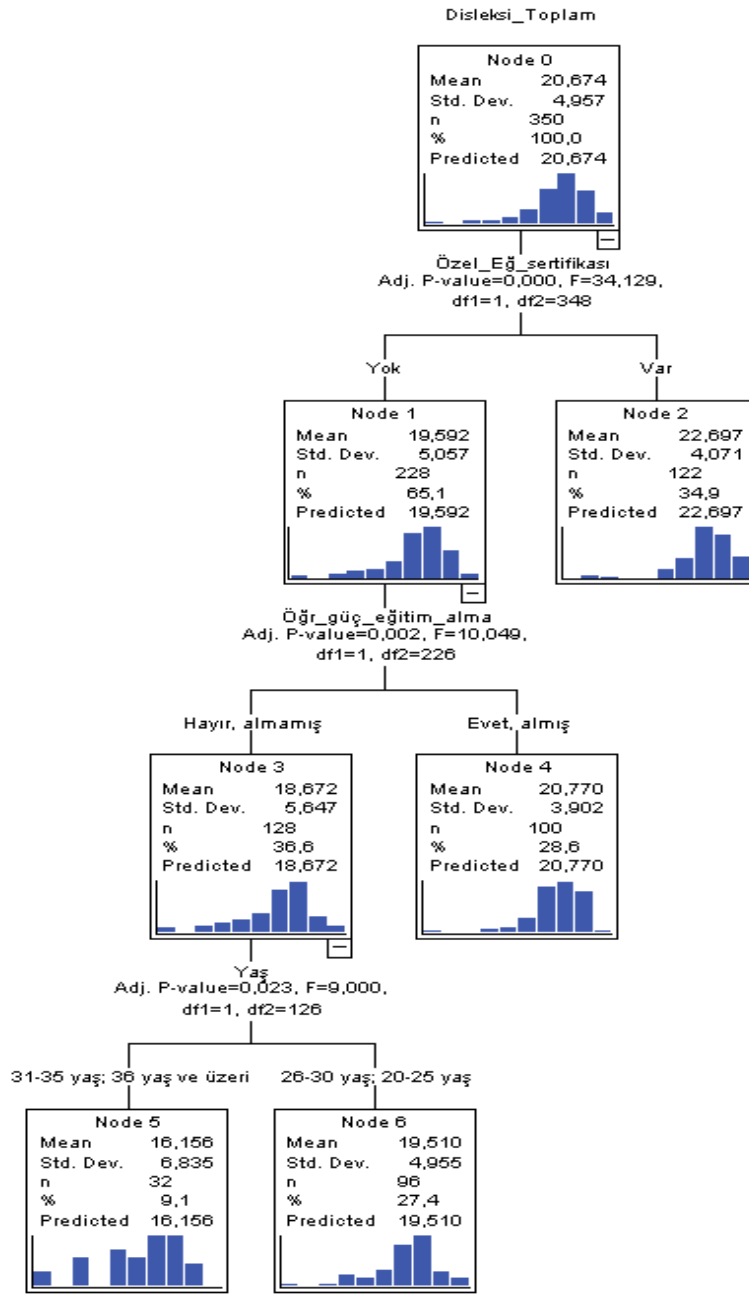 Disleksi_Toplam
Node 0
Mean 20,674
Std. Dev. 4,957
n 350
% 100,0
Predicted 20,674
Özel_Eğ_sertifikası
Adj. P-value=0,000, F=34,129,
df1=1, df2=348
Yok
Var
Node 1
Mean 19,592
Std. Dev. 5,057
n 228
% 65,1
Predicted 19,592
Node 2
Mean 22,697
Std. Dev. 4,071
n 122
% 34,9
Predicted 22,697
Öğr_güç_eğitim_alma
Adj. P-value=0,002, F=10,049,
df1=1, df2=226
Hayır, almamış
Evet, almış
Node 3
Mean 18,672
Std. Dev. 5,647
n 128
% 36,6
Predicted 18,672
Node 4
Mean 20,770
Std. Dev. 3,902
n 100
% 28,6
Predicted 20,770
Yaş
Adj. P-value=0,023, F=9,000,
df1=1, df2=126
31-35 yaş; 36 yaş ve üzeri
26-30 yaş; 20-25 yaş
Node 5
Mean 16,156
Std. Dev. 6,835
n 32
% 9,1
Predicted 16,156
Node 6
Mean 19,510
Std. Dev. 4,955
n 96
% 27,4
Predicted 19,510